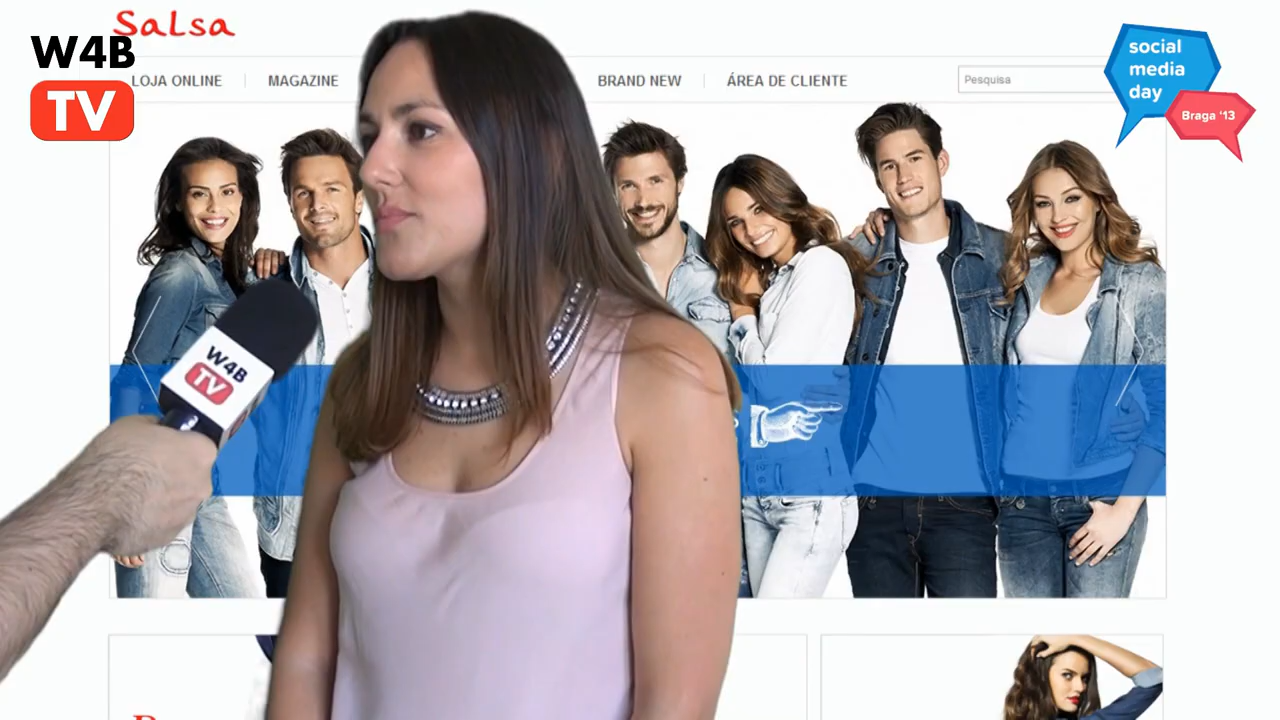 Salsa
W4B
TV
LOJA ONLINE
MAGAZINE
BRAND NEW
ÁREA DE CLIENTE
Pesquisa
social
media
day
Braga '13
W4B
TV